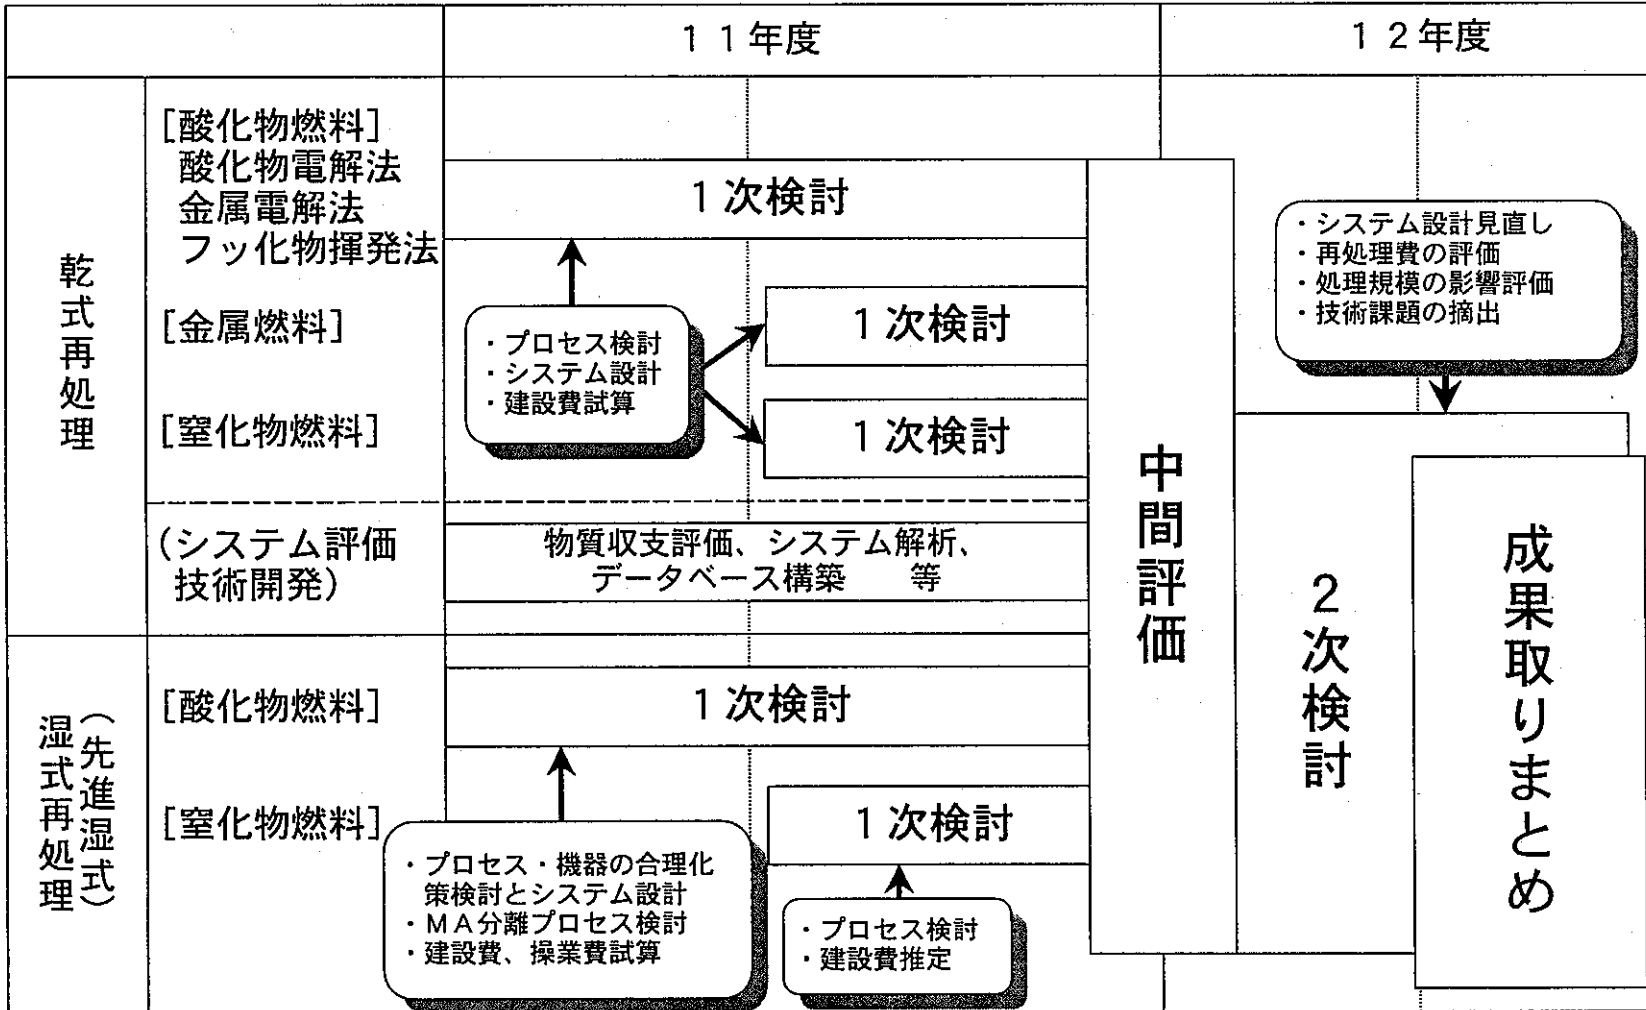 １１年度
１２年度
乾式再処理
［酸化物燃料］
酸化物電解法
金属電解法
フッ化物揮発法
１次検討
［金属燃料］
・プロセス検討
・システム設計
・建設費試算
１次検討
［窒化物燃料］
１次検討
（システム評価
技術開発）
物質収支評価、システム解析、
データベース構築　　等
中間評価
・システム設計見直し
・再処理費の評価
・処理規模の影響評価
・技術課題の摘出
２次検討
成果取りまとめ
湿式再処理
（先進湿式）
［酸化物燃料］
１次検討
［窒化物燃料］
１次検討
・プロセス・機器の合理化
策検討とシステム設計
・ＭＡ分離プロセス検討
・建設費、操業費試算
・プロセス検討
・建設費推定